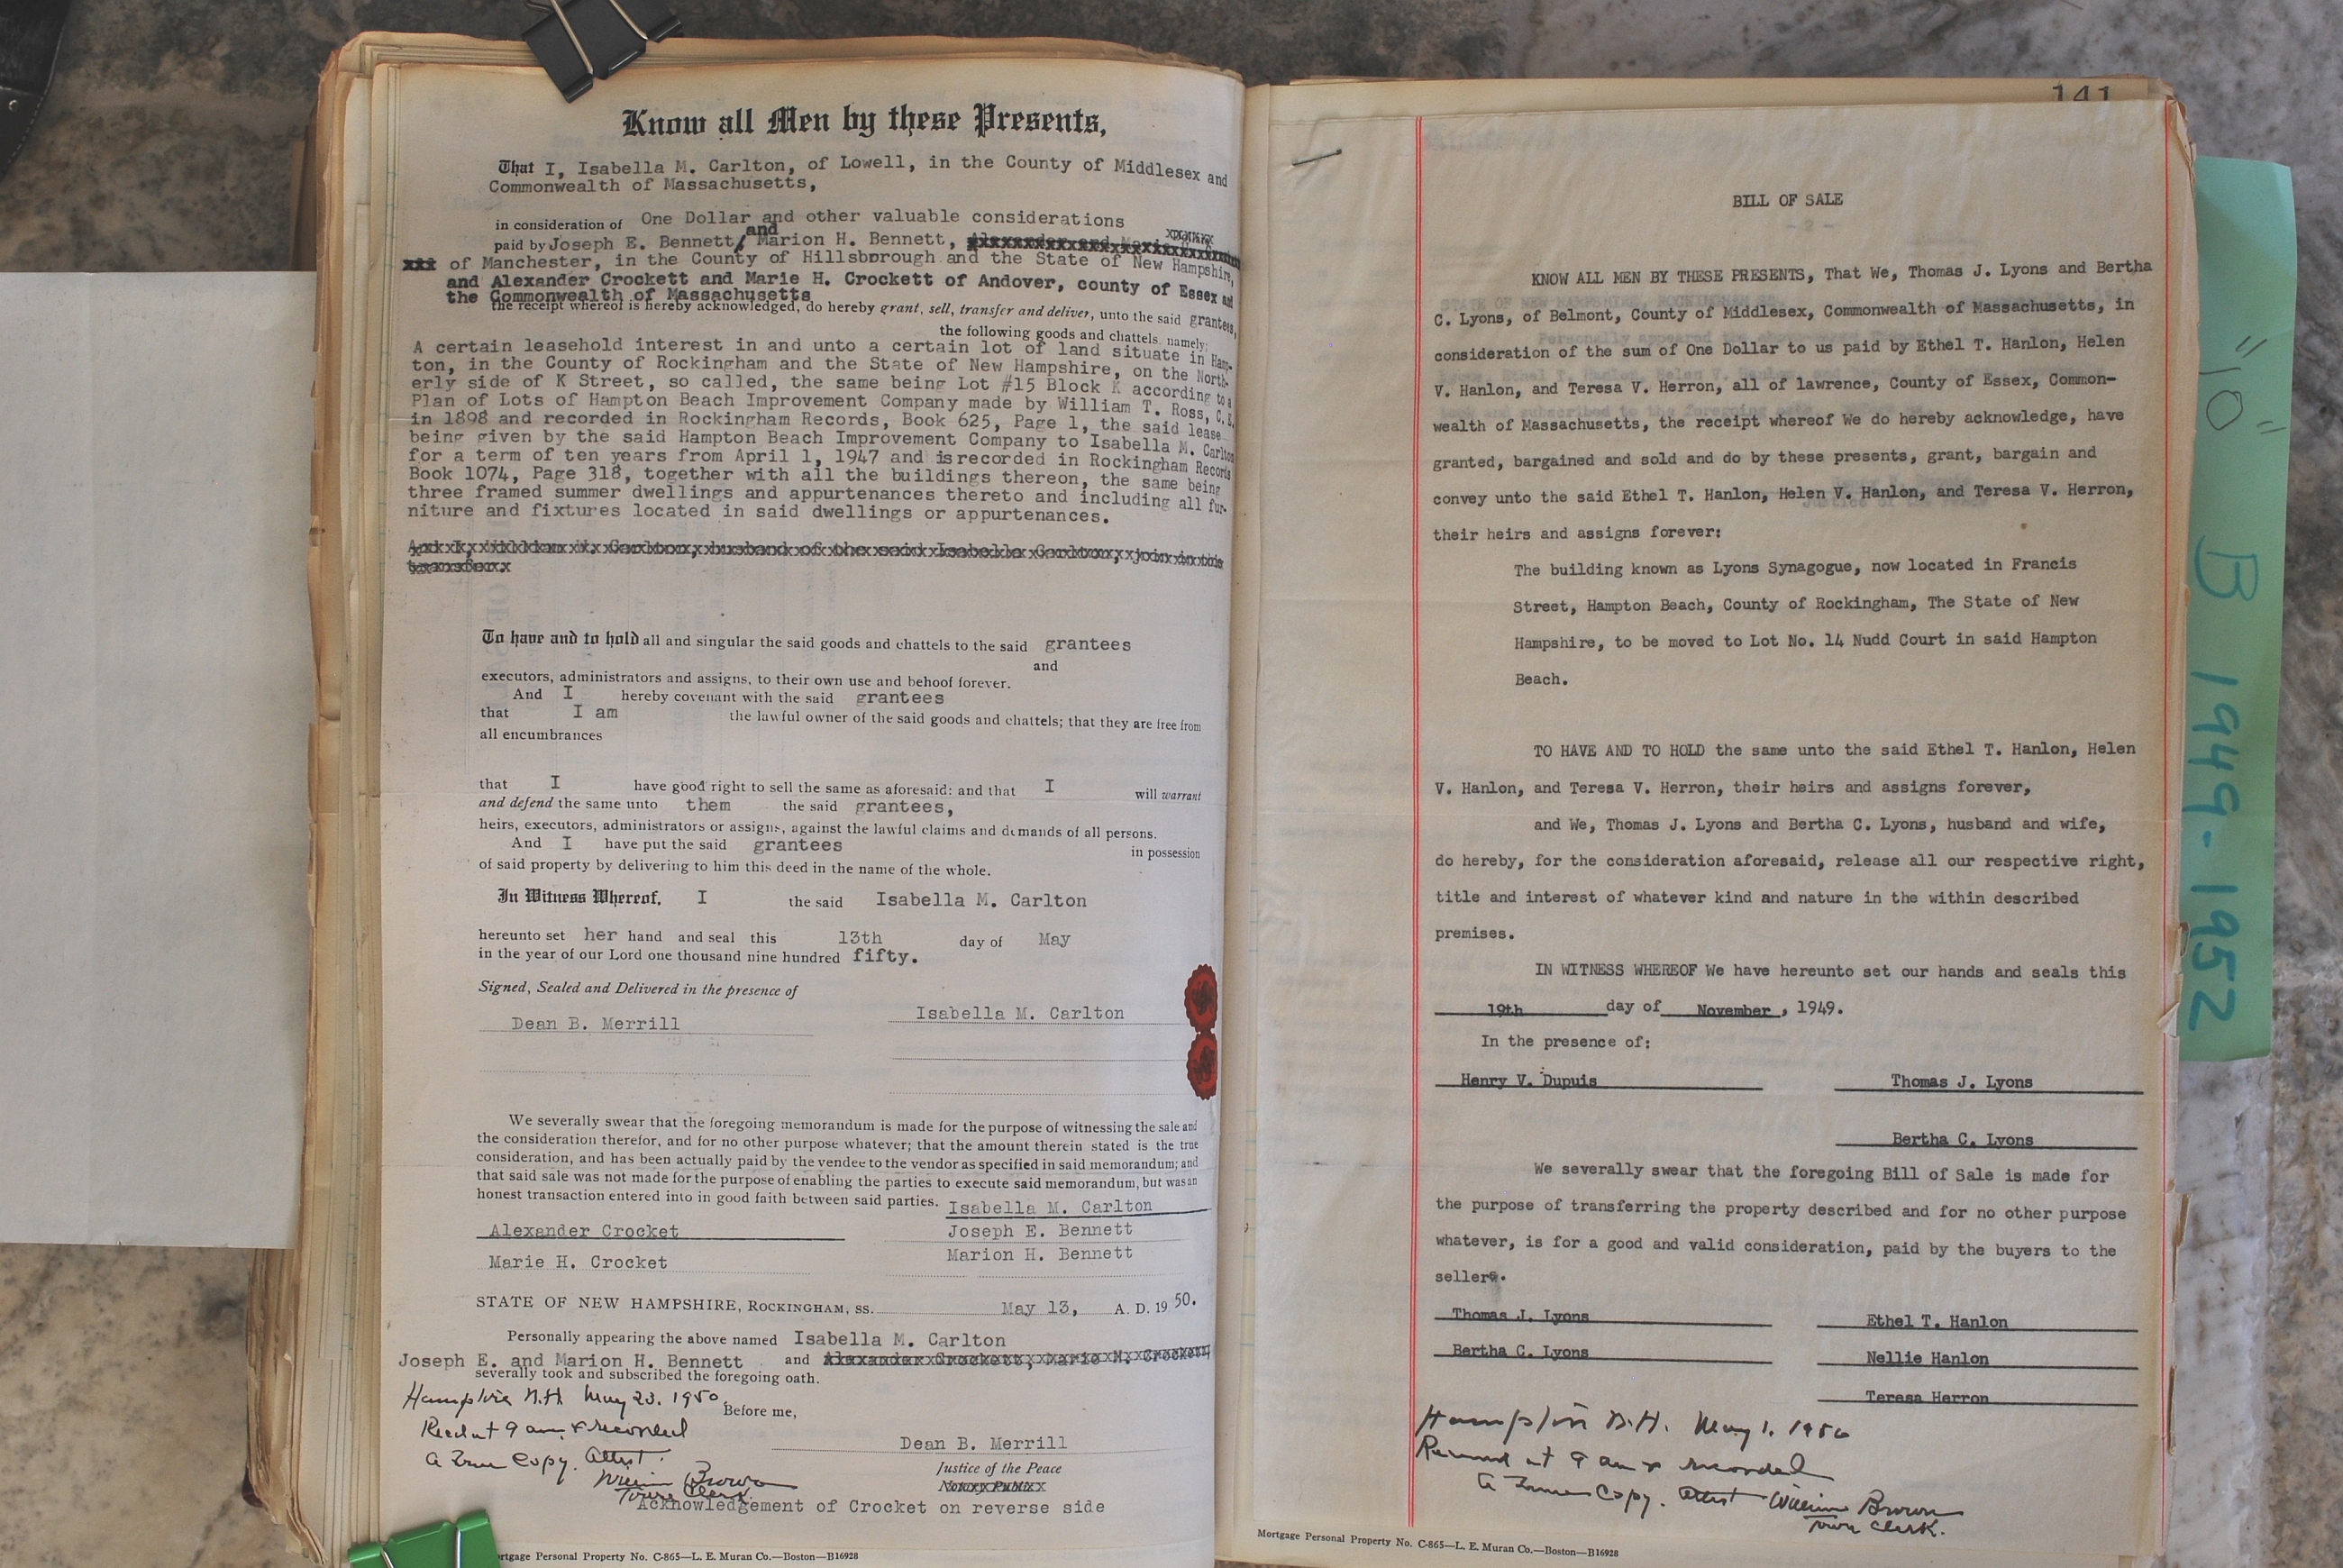 Know all Men by these Presents,
That I, Isabella M. Carlton, of Lowell, in the County of Middlesex and
Commonwealth of Massachusetts,
in consideration of One Dollar and other valuable considerations
and
paid by Joseph E. Bennett/ Marion H. Bennett,
of Manchester, in the County of Hillsborough and the State of New Hampshire,
and Alexander Crockett and Marie H. Crockett of Andover, county of Essex and
the Commonwealth of Massachusetts
the receipt whereof is hereby acknowledged, do hereby grant, sell, transfer and deliver, unto the said grantees,
the following goods and chattels, namely:
A certain leasehold interest in and unto a certain lot of land situate in Hamp-
ton, in the County of Rockingham and the State of New Hampshire, on the North-
erly side of K Street, so called, the same being Lot #15 Block K according to a
Plan of Lots of Hampton Beach Improvement Company made by William T. Ross, C. E.
in 1898 and recorded in Rockingham Records, Book 625, Page 1, the said lease
being given by the said Hampton Beach Improvement Company to Isabella M. Carlton
for a term of ten years from April 1, 1947 and is recorded in Rockingham Records
Book 1074, Page 318, together with all the buildings thereon, the same being
three framed summer dwellings and appurtenances thereto and including all fur-
niture and fixtures located in said dwellings or appurtenances.
To have and to hold all and singular the said goods and chattels to the said grantees
and
executors, administrators and assigns, to their own use and behoof forever.
And I hereby covenant with the said grantees
that I am the lawful owner of the said goods and chattels; that they are free from
all encumbrances
that I have good right to sell the same as aforesaid: and that I will warrant
and defend the same unto them the said grantees,
heirs, executors, administrators or assigns, against the lawful claims and demands of all persons.
And I have put the said grantees in possession
of said property by delivering to him this deed in the name of the whole.
In Witness Whereof, I the said Isabella M. Carlton
hereunto set her hand and seal this 13th day of May
in the year of our Lord one thousand nine hundred fifty.
Signed, Sealed and Delivered in the presence of
Isabella M. Carlton
Dean B. Merrill
We severally swear that the foregoing memorandum is made for the purpose of witnessing the sale and
the consideration therefor, and for no other purpose whatever; that the amount therein stated is the true
consideration, and has been actually paid by the vendee to the vendor as specified in said memorandum; and
that said sale was not made for the purpose of enabling the parties to execute said memorandum, but was an
honest transaction entered into in good faith between said parties.
Isabella M. Carlton
Alexander Crocket Joseph E. Bennett
Marie H. Crocket Marion H. Bennett
STATE OF NEW HAMPSHIRE, ROCKINGHAM, SS. May 13, A. D. 19 50.
Personally appearing the above named Isabella M. Carlton
Joseph E. and Marion H. Bennett and Alexander Crockett, Marie H. Crockett,
severally took and subscribed the foregoing oath.
Hampton N.H. May 23. 1950
Before me,
Recd at 9 am & recorded
A True Copy. Attest:
Dean B. Merrill
William Brown
Town Clerk.
Justice of the Peace
Notary Public
Acknowledgement of Crocket on reverse side
rtgage Personal Property No. C-865—L. E. Muran Co.—Boston—B16928
141
BILL OF SALE
- 2 -
KNOW ALL MEN BY THESE PRESENTS, That We, Thomas J. Lyons and Bertha
C. Lyons, of Belmont, County of Middlesex, Commonwealth of Massachusetts, in
consideration of the sum of One Dollar to us paid by Ethel T. Hanlon, Helen
V. Hanlon, and Teresa V. Herron, all of lawrence, County of Essex, Common-
wealth of Massachusetts, the receipt whereof We do hereby acknowledge, have
granted, bargained and sold and do by these presents, grant, bargain and
convey unto the said Ethel T. Hanlon, Helen V. Hanlon, and Teresa V. Herron,
their heirs and assigns forever:
The building known as Lyons Synagogue, now located in Francis
Street, Hampton Beach, County of Rockingham, The State of New
Hampshire, to be moved to Lot No. 14 Nudd Court in said Hampton
Beach.
TO HAVE AND TO HOLD the same unto the said Ethel T. Hanlon, Helen
V. Hanlon, and Teresa V. Herron, their heirs and assigns forever,
and We, Thomas J. Lyons and Bertha C. Lyons, husband and wife,
do hereby, for the consideration aforesaid, release all our respective right,
title and interest of whatever kind and nature in the within described
premises.
IN WITNESS WHEREOF We have hereunto set our hands and seals this
19th day of November, 1949.
In the presence of:
Henry V. Dupuis Thomas J. Lyons
Bertha C. Lyons
We severally swear that the foregoing Bill of Sale is made for
the purpose of transferring the property described and for no other purpose
whatever, is for a good and valid consideration, paid by the buyers to the
sellers.
Thomas J. Lyons Ethel T. Hanlon
Bertha C. Lyons Nellie Hanlon
Teresa Herron
Hampton N.H. May 1. 1950
Received at 9 am & recorded
A True Copy. Attest William Brown
Town Clerk.
Mortgage Personal Property No. C-865—L. E. Muran Co.—Boston—B16928
"10"
B 1949-1952